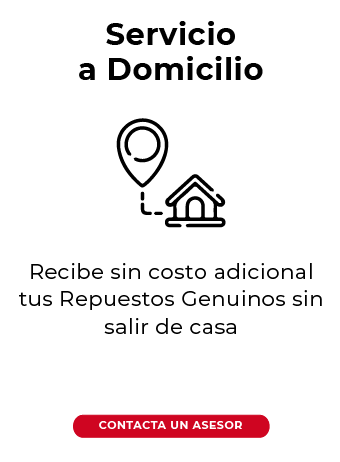 Servicio
a Domicilio
Recibe sin costo adicional
tus Repuestos Genuinos sin
salir de casa
CONTACTA UN ASESOR